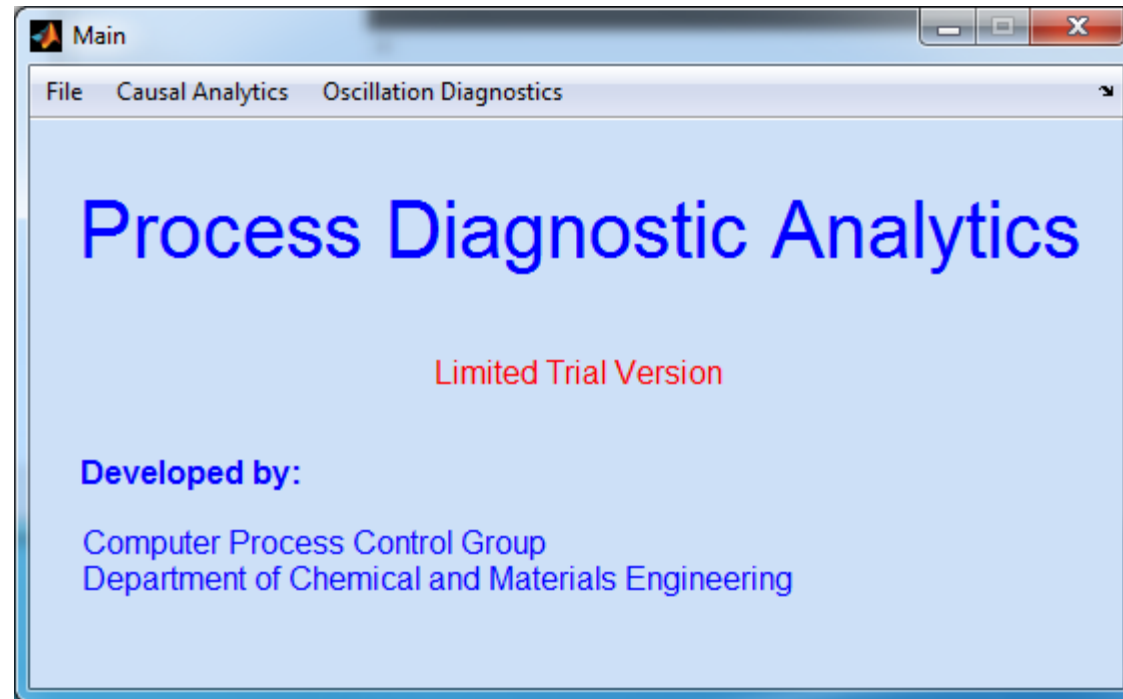 Main
File Causal Analytics Oscillation Diagnostics
Process Diagnostic Analytics
Limited Trial Version
Developed by:
Computer Process Control Group
Department of Chemical and Materials Engineering